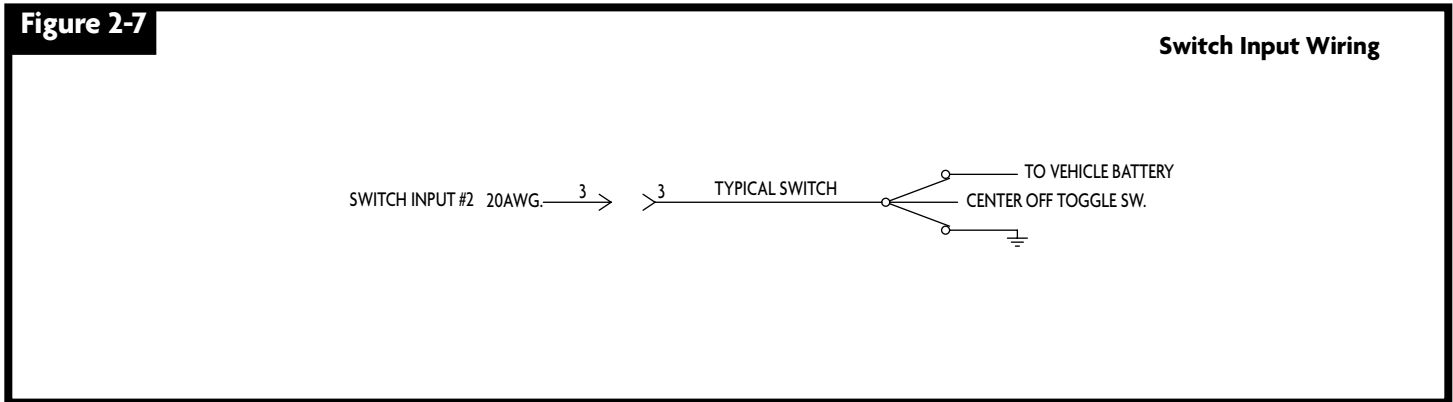 Figure 2-7
Switch Input Wiring
TO VEHICLE BATTERY
SWITCH INPUT #2 20AWG. 3 3 TYPICAL SWITCH CENTER OFF TOGGLE SW.